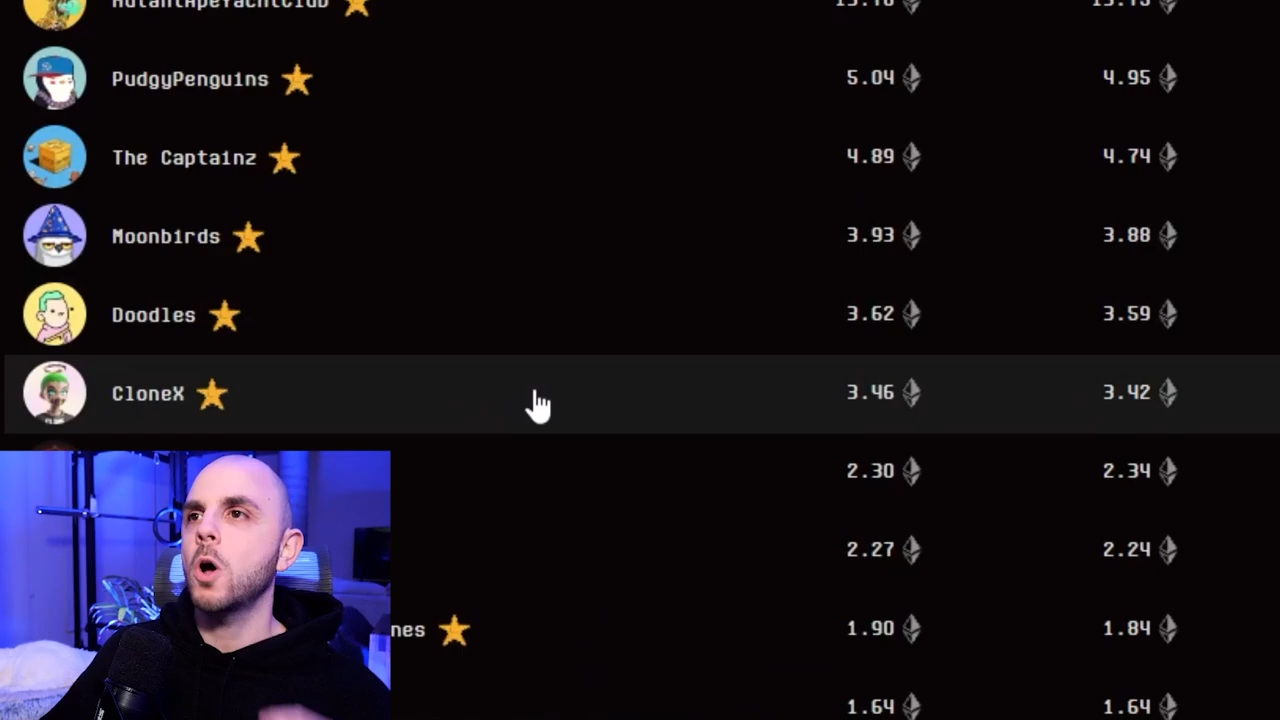 MutantApeYachtClub
PudgyPenguins 5.04 4.95
The Captainz 4.89 4.74
Moonbirds 3.93 3.88
Doodles 3.62 3.59
CloneX 3.46 3.42
2.30 2.34
2.27 2.24
nes 1.90 1.84
1.64 1.64